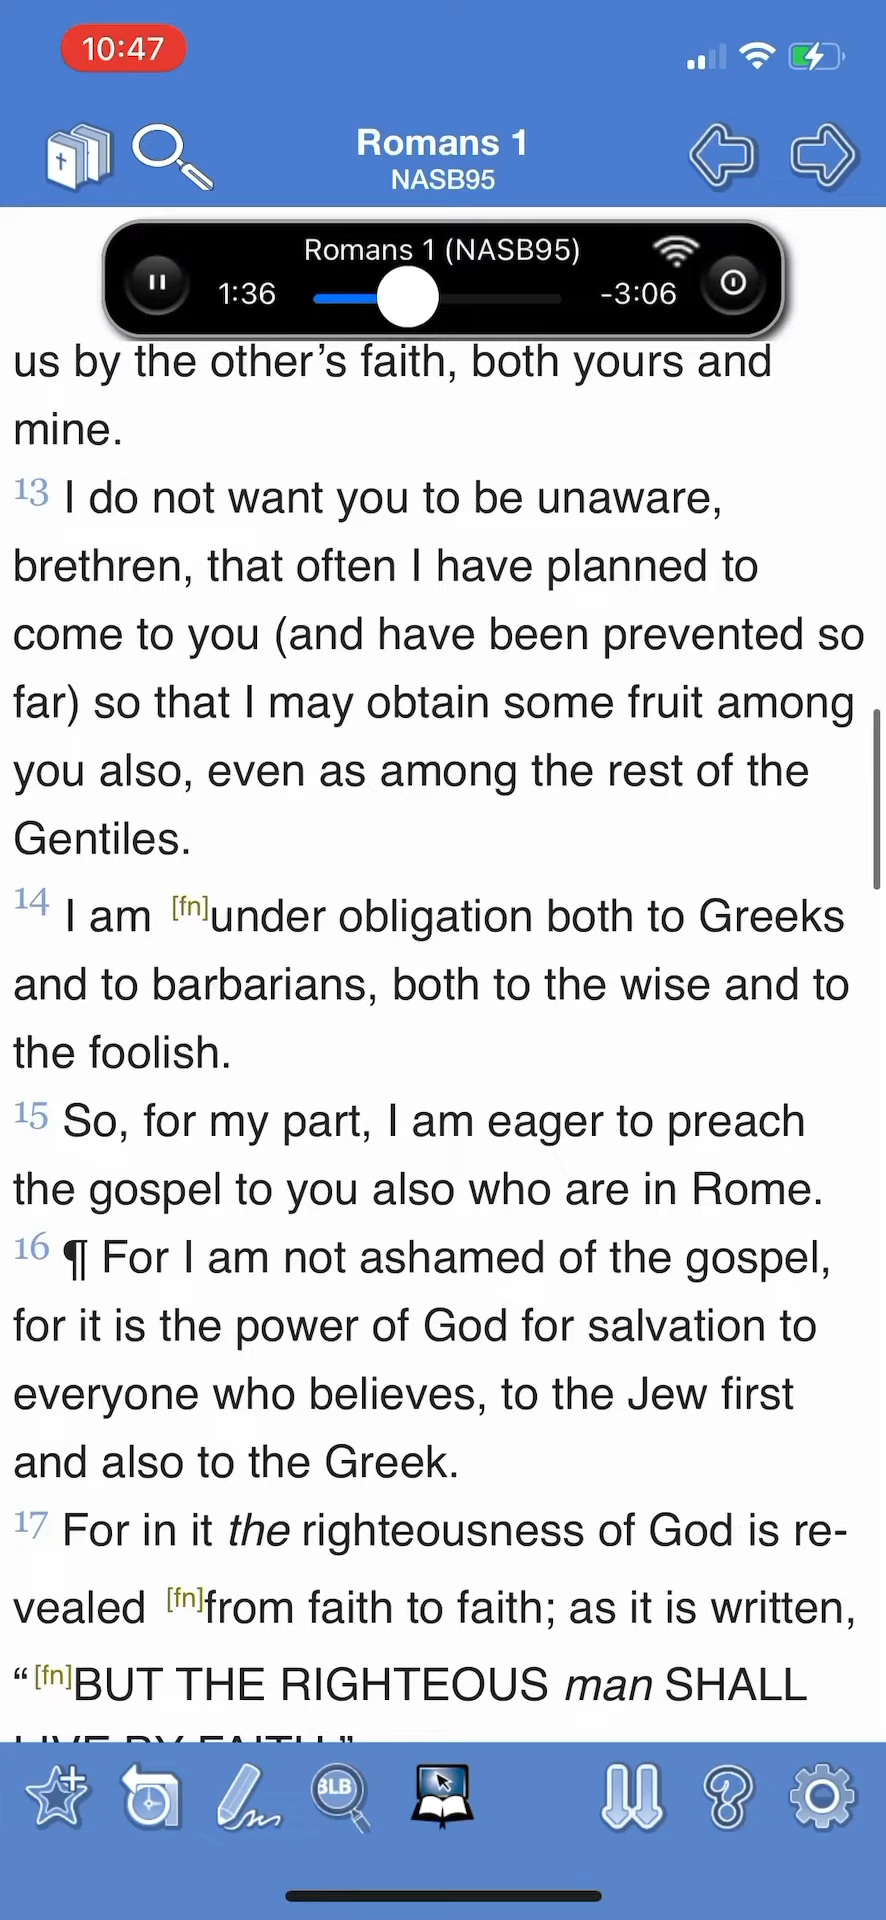 10:47
Romans 1
NASB95
Romans 1 (NASB95)
1:36
-3:06
us by the other’s faith, both yours and
mine.
13 I do not want you to be unaware,
brethren, that often I have planned to
come to you (and have been prevented so
far) so that I may obtain some fruit among
you also, even as among the rest of the
Gentiles.
14 I am [fn]under obligation both to Greeks
and to barbarians, both to the wise and to
the foolish.
15 So, for my part, I am eager to preach
the gospel to you also who are in Rome.
16 ¶ For I am not ashamed of the gospel,
for it is the power of God for salvation to
everyone who believes, to the Jew first
and also to the Greek.
17 For in it the righteousness of God is re-
vealed [fn]from faith to faith; as it is written,
“[fn]BUT THE RIGHTEOUS man SHALL
LIVE BY FAITH.”
BLB